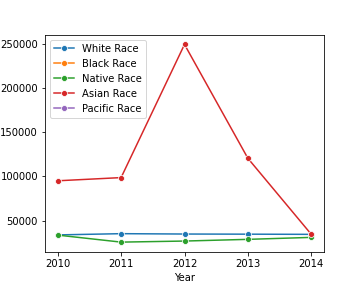 White Race
Black Race
Native Race
Asian Race
Pacific Race
250000
200000
150000
100000
50000
2010 2011 2012 2013 2014
Year